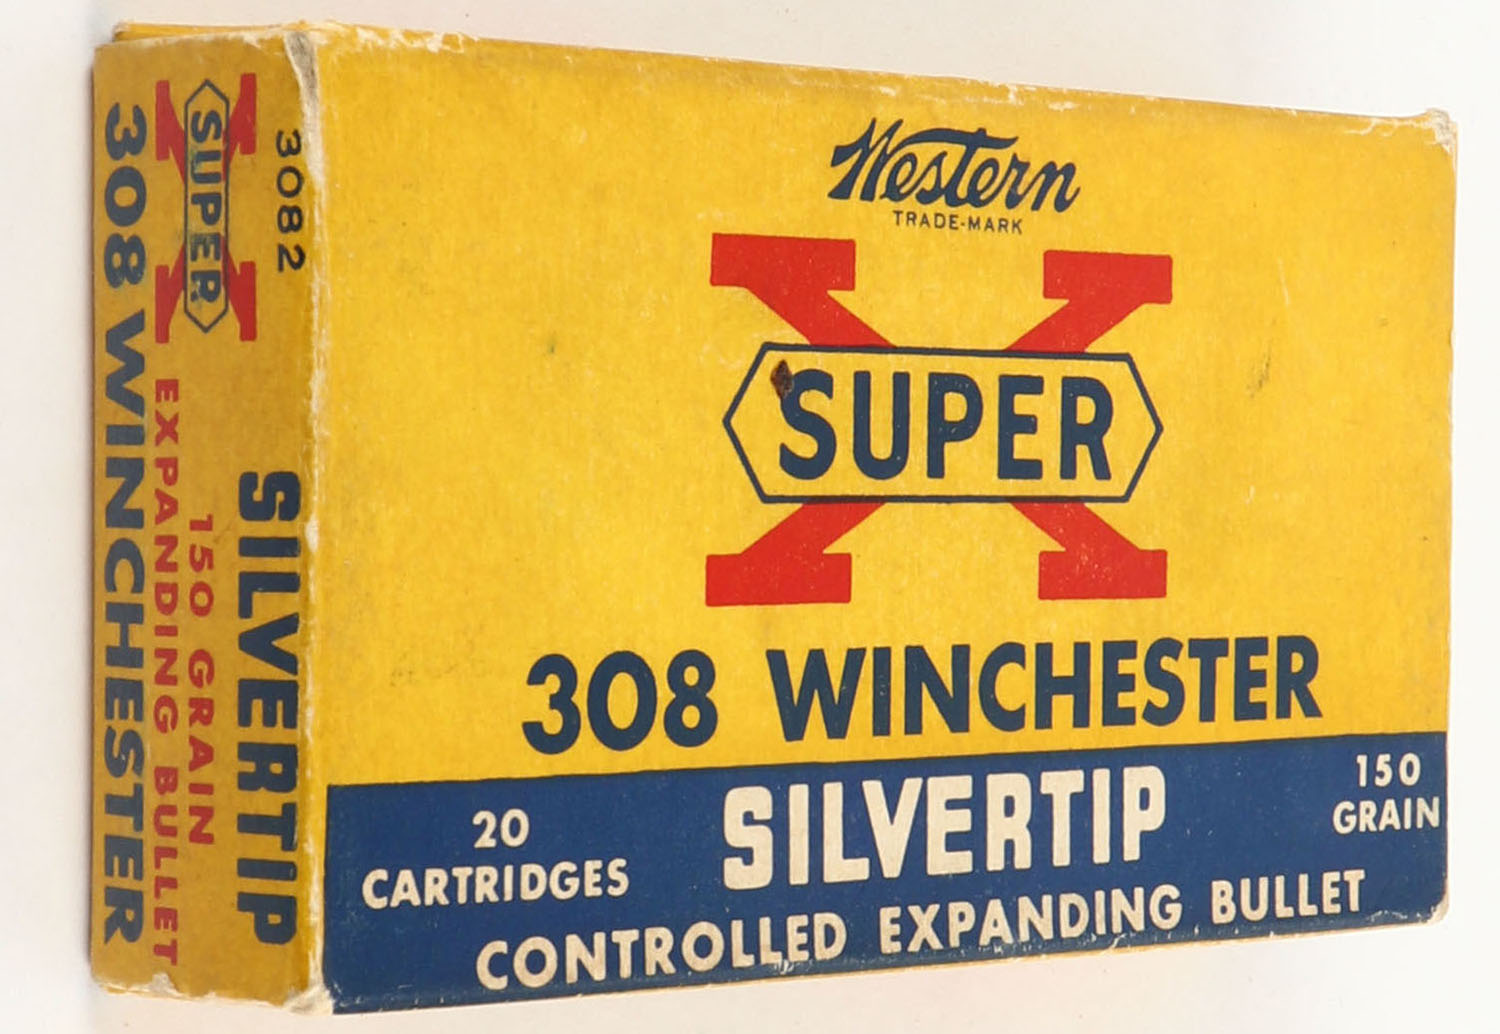 Western
TRADE-MARK
X
SUPER
308 WINCHESTER
20
CARTRIDGES
SILVERTIP
150
GRAIN
CONTROLLED EXPANDING BULLET
3082
X
SUPER
SILVERTIP
150 GRAIN
EXPANDING BULLET
308 WINCHESTER